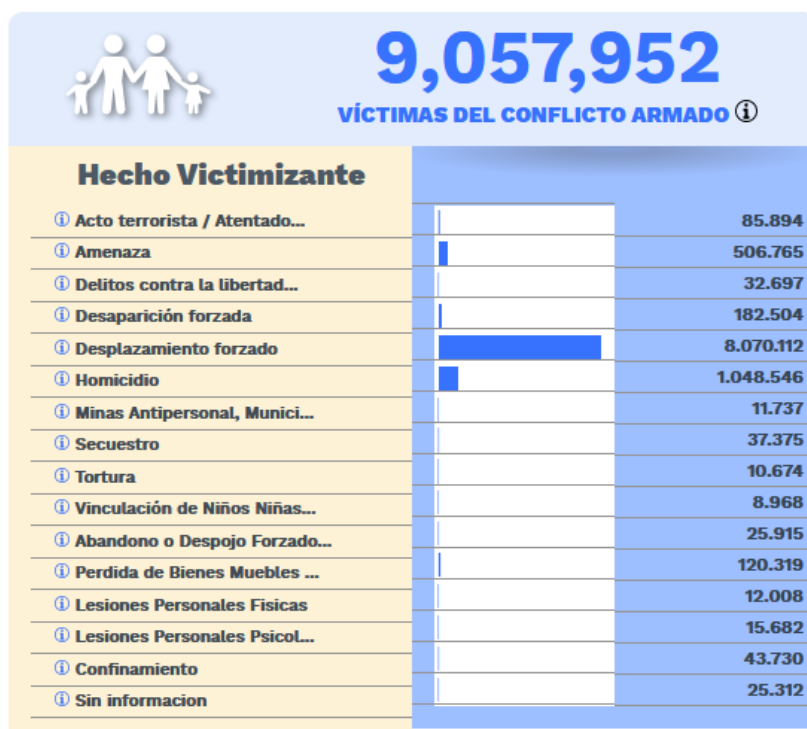 9,057,952
VÍCTIMAS DEL CONFLICTO ARMADO
Hecho Victimizante
Acto terrorista / Atentado... 85.894
Amenaza 506.765
Delitos contra la libertad... 32.697
Desaparición forzada 182.504
Desplazamiento forzado 8.070.112
Homicidio 1.048.546
Minas Antipersonal, Munici... 11.737
Secuestro 37.375
Tortura 10.674
Vinculación de Niños Niñas... 8.968
Abandono o Despojo Forzado... 25.915
Perdida de Bienes Muebles ... 120.319
Lesiones Personales Fisicas 12.008
Lesiones Personales Psicol... 15.682
Confinamiento 43.730
Sin informacion 25.312